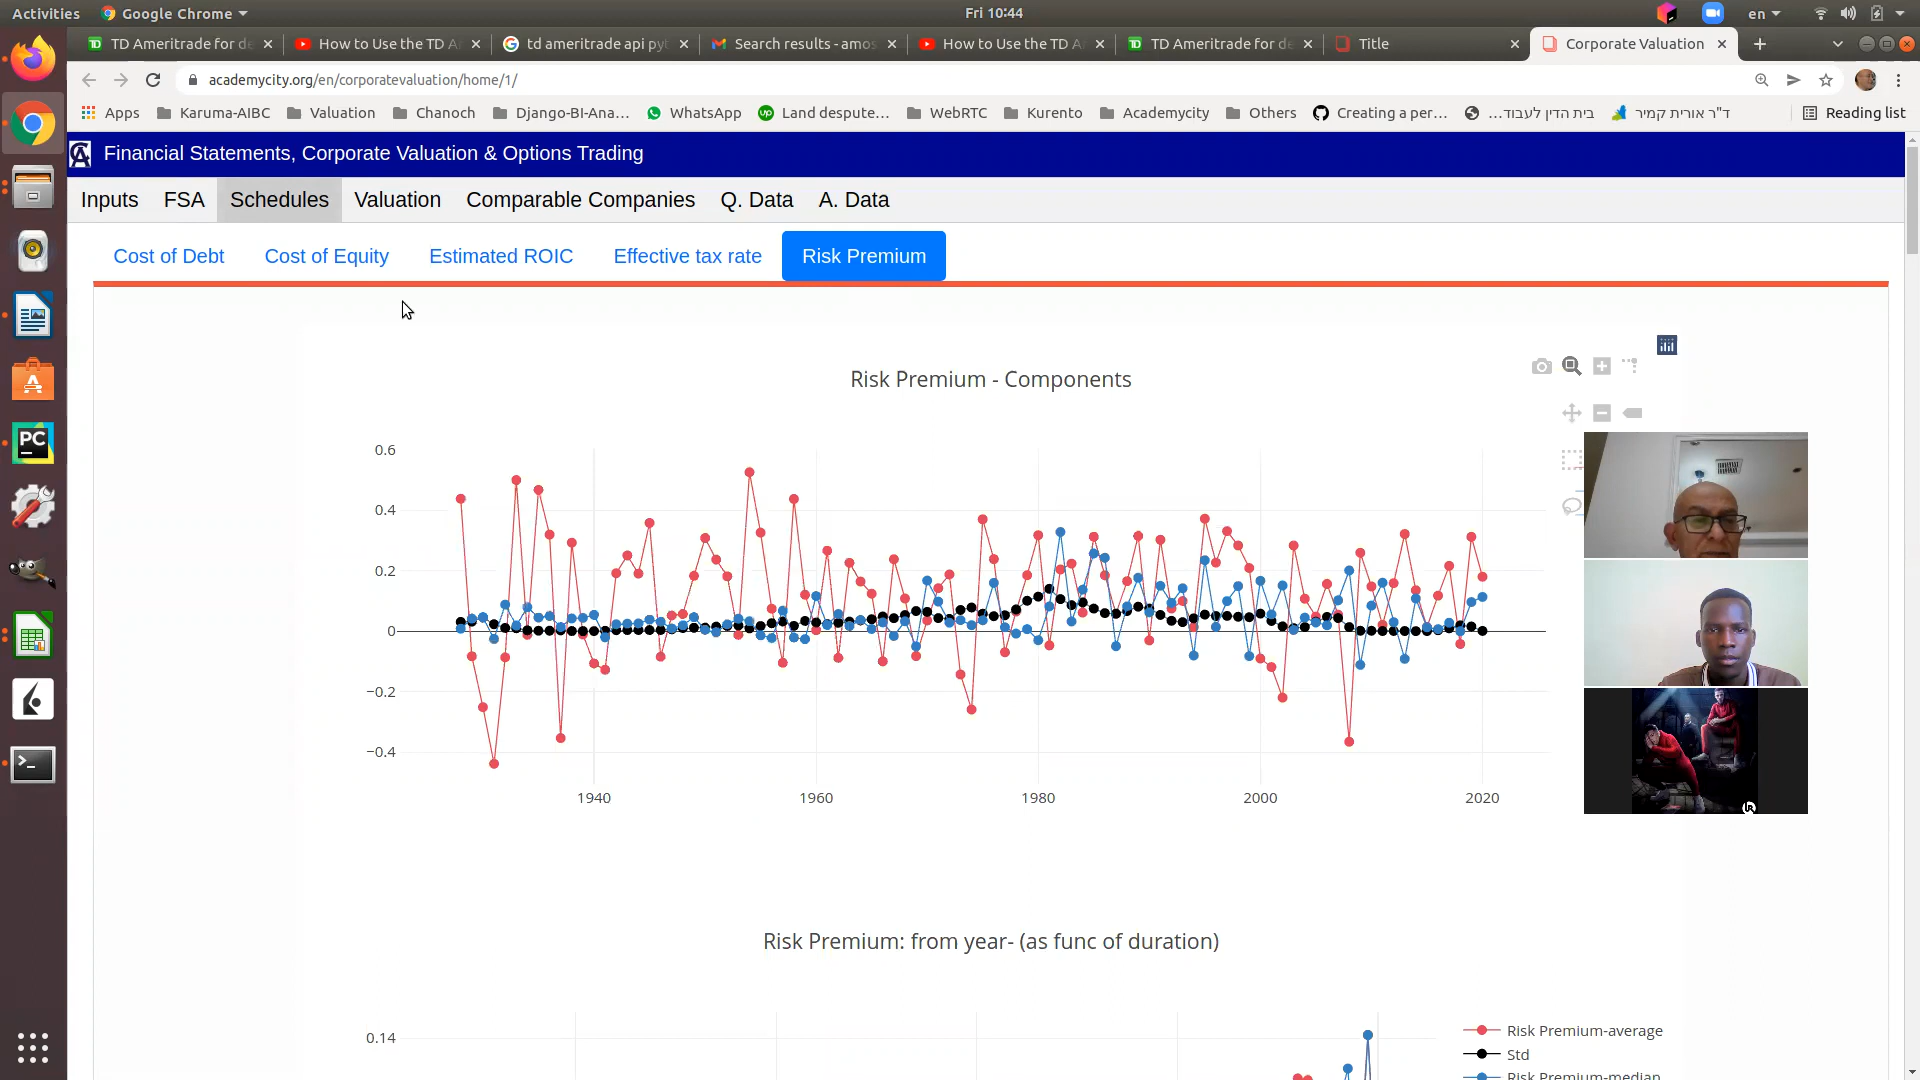 Activities Google Chrome Fri 10:44 en
TD Ameritrade for de How to Use the TD A td ameritrade api pyt Search results - amos How to Use the TD A TD Ameritrade for de Title Corporate Valuation
academycity.org/en/corporatevaluation/home/1/
Apps Karuma-AIBC Valuation Chanoch Django-BI-Ana... WhatsApp Land despute... WebRTC Kurento Academycity Others Creating a per... בית הדין לעבוד... ד"ר אורית קמיר Reading list
Financial Statements, Corporate Valuation & Options Trading
Inputs FSA Schedules Valuation Comparable Companies Q. Data A. Data
Cost of Debt Cost of Equity Estimated ROIC Effective tax rate Risk Premium
Risk Premium - Components
0.6
0.4
0.2
0
−0.2
−0.4
1940 1960 1980 2000 2020
Risk Premium: from year- (as func of duration)
0.14
Risk Premium-average
Std
Risk Premium-median
PC